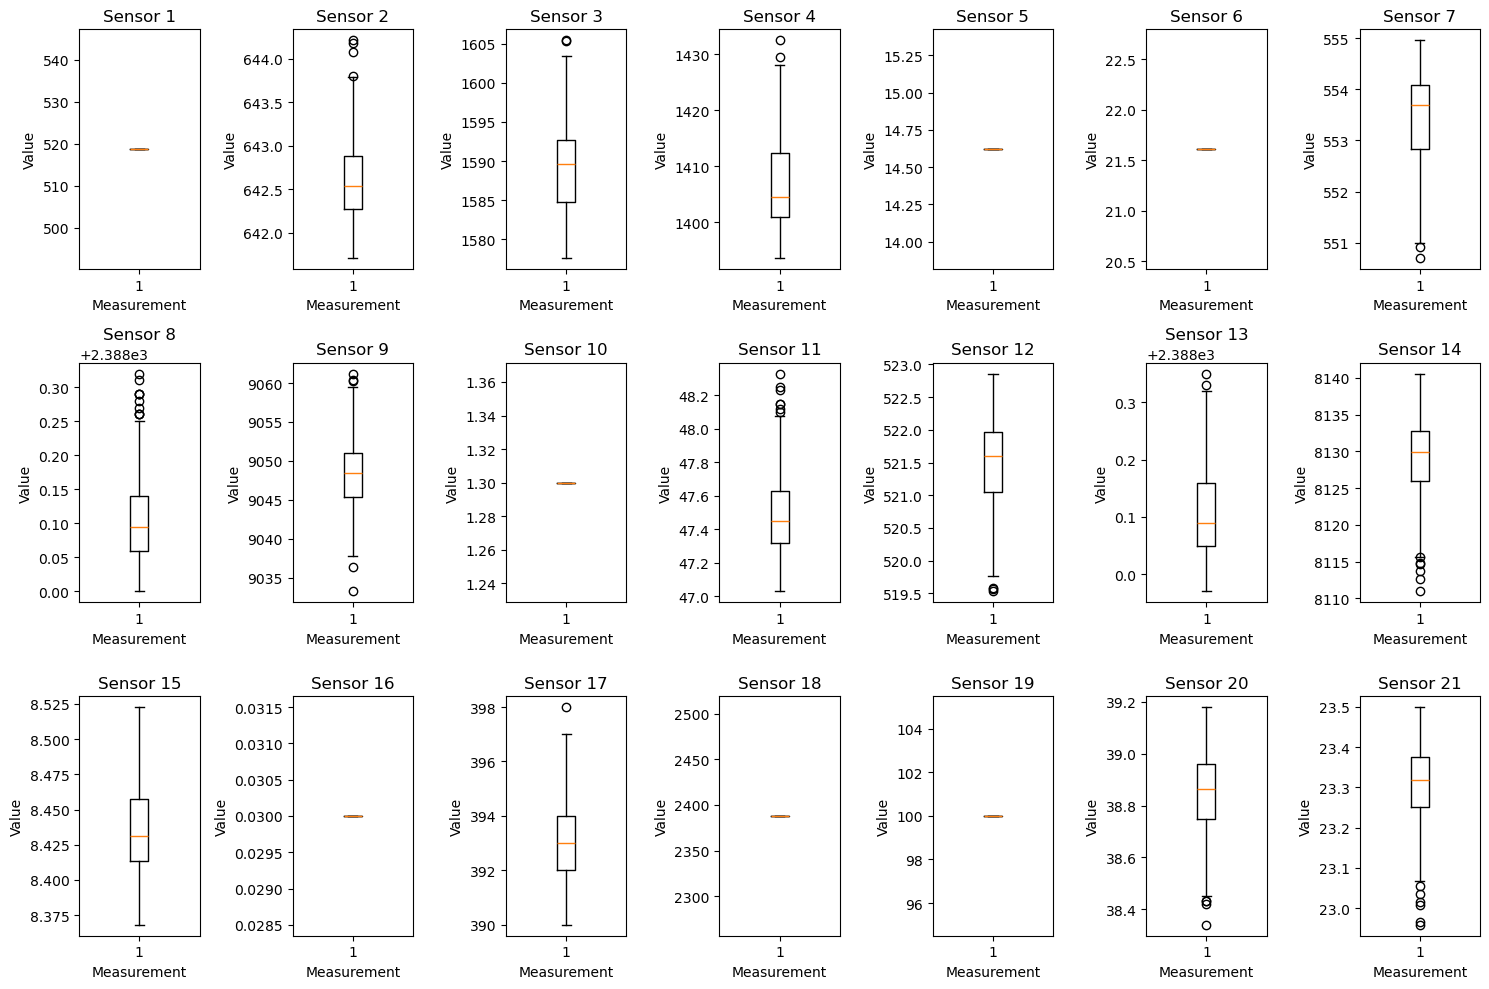 Sensor 1 Sensor 2 Sensor 3 Sensor 4 Sensor 5 Sensor 6 Sensor 7
540
530
520
510
500
Value
1
Measurement
644.0
643.5
643.0
642.5
642.0
Value
1
Measurement
1605
1600
1595
1590
1585
1580
Value
1
Measurement
1430
1420
1410
1400
Value
1
Measurement
15.25
15.00
14.75
14.50
14.25
14.00
Value
1
Measurement
22.5
22.0
21.5
21.0
20.5
Value
1
Measurement
555
554
553
552
551
Value
1
Measurement
Sensor 8
+2.388e3
0.30
0.25
0.20
0.15
0.10
0.05
0.00
Value
1
Measurement
Sensor 9
9060
9055
9050
9045
9040
9035
Value
1
Measurement
Sensor 10
1.36
1.34
1.32
1.30
1.28
1.26
1.24
Value
1
Measurement
Sensor 11
48.2
48.0
47.8
47.6
47.4
47.2
47.0
Value
1
Measurement
Sensor 12
523.0
522.5
522.0
521.5
521.0
520.5
520.0
519.5
Value
1
Measurement
Sensor 13
+2.388e3
0.3
0.2
0.1
0.0
Value
1
Measurement
Sensor 14
8140
8135
8130
8125
8120
8115
8110
Value
1
Measurement
Sensor 15
8.525
8.500
8.475
8.450
8.425
8.400
8.375
Value
1
Measurement
Sensor 16
0.0315
0.0310
0.0305
0.0300
0.0295
0.0290
0.0285
Value
1
Measurement
Sensor 17
398
396
394
392
390
Value
1
Measurement
Sensor 18
2500
2450
2400
2350
2300
Value
1
Measurement
Sensor 19
104
102
100
98
96
Value
1
Measurement
Sensor 20
39.2
39.0
38.8
38.6
38.4
Value
1
Measurement
Sensor 21
23.5
23.4
23.3
23.2
23.1
23.0
Value
1
Measurement